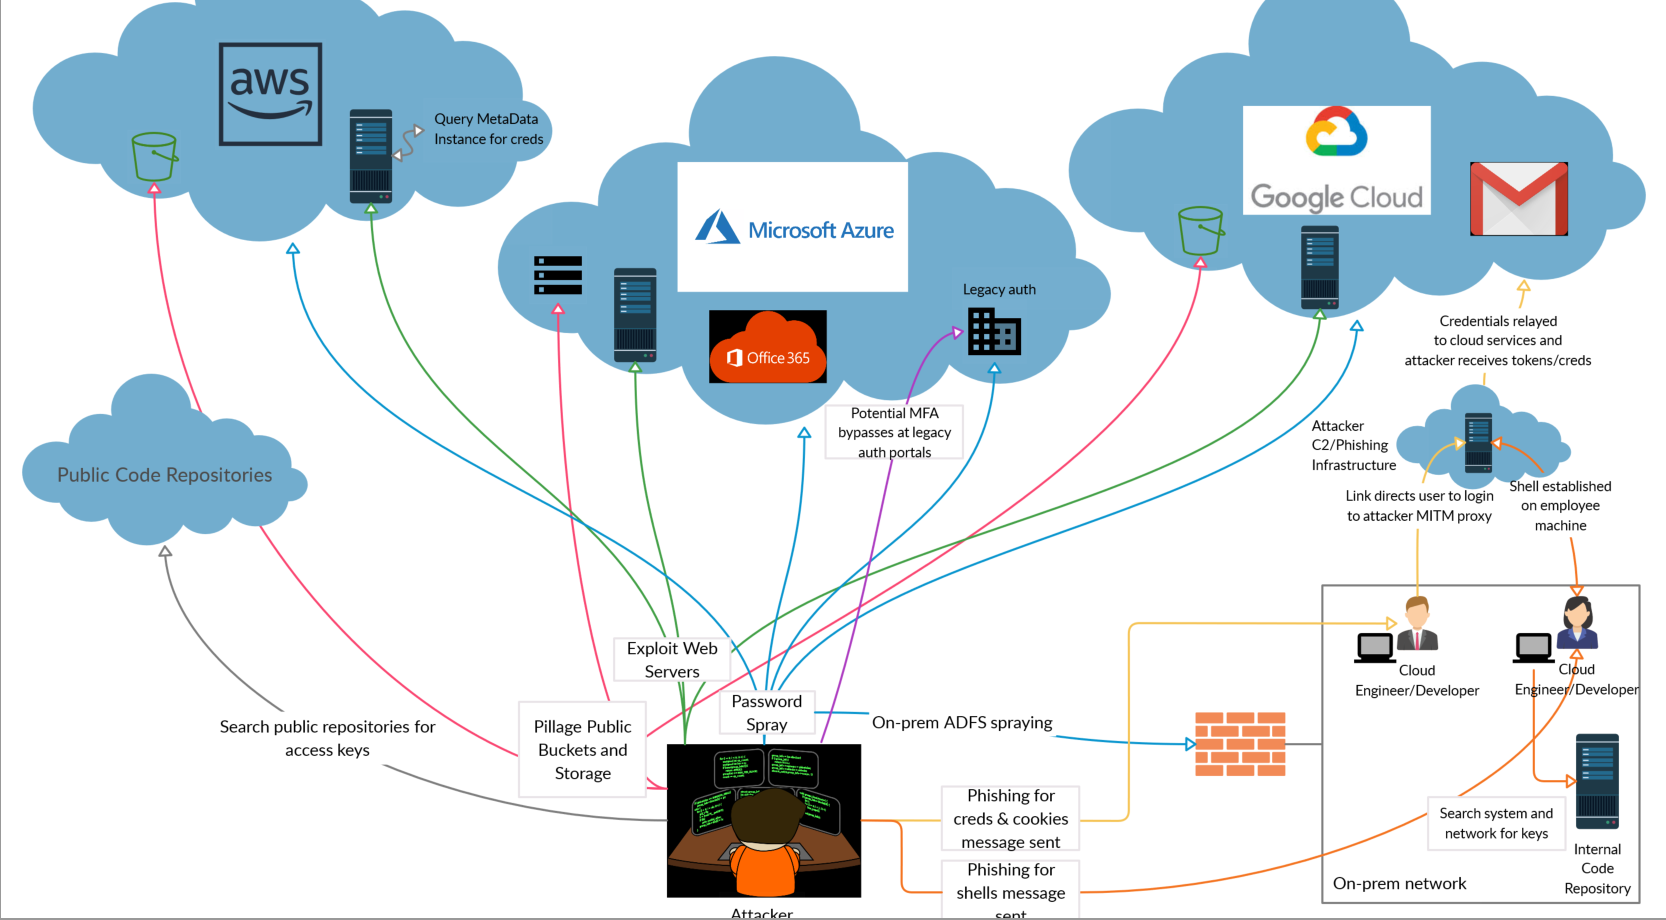 aws
Query MetaData
Instance for creds
Microsoft Azure
Office 365
Legacy auth
Google Cloud
Credentials relayed
to cloud services and
attacker receives tokens/creds
Potential MFA
bypasses at legacy
auth portals
Attacker
C2/Phishing
Infrastructure
Public Code Repositories
Link directs user to login
to attacker MITM proxy
Shell established
on employee
machine
Exploit Web
Servers
Cloud
Engineer/Developer
Cloud
Engineer/Developer
Search public repositories for
access keys
Pillage Public
Buckets and
Storage
Password
Spray
On-prem ADFS spraying
Phishing for
creds & cookies
message sent
Search system and
network for keys
Internal
Code
Repository
Phishing for
shells message
sent
On-prem network
Attacker